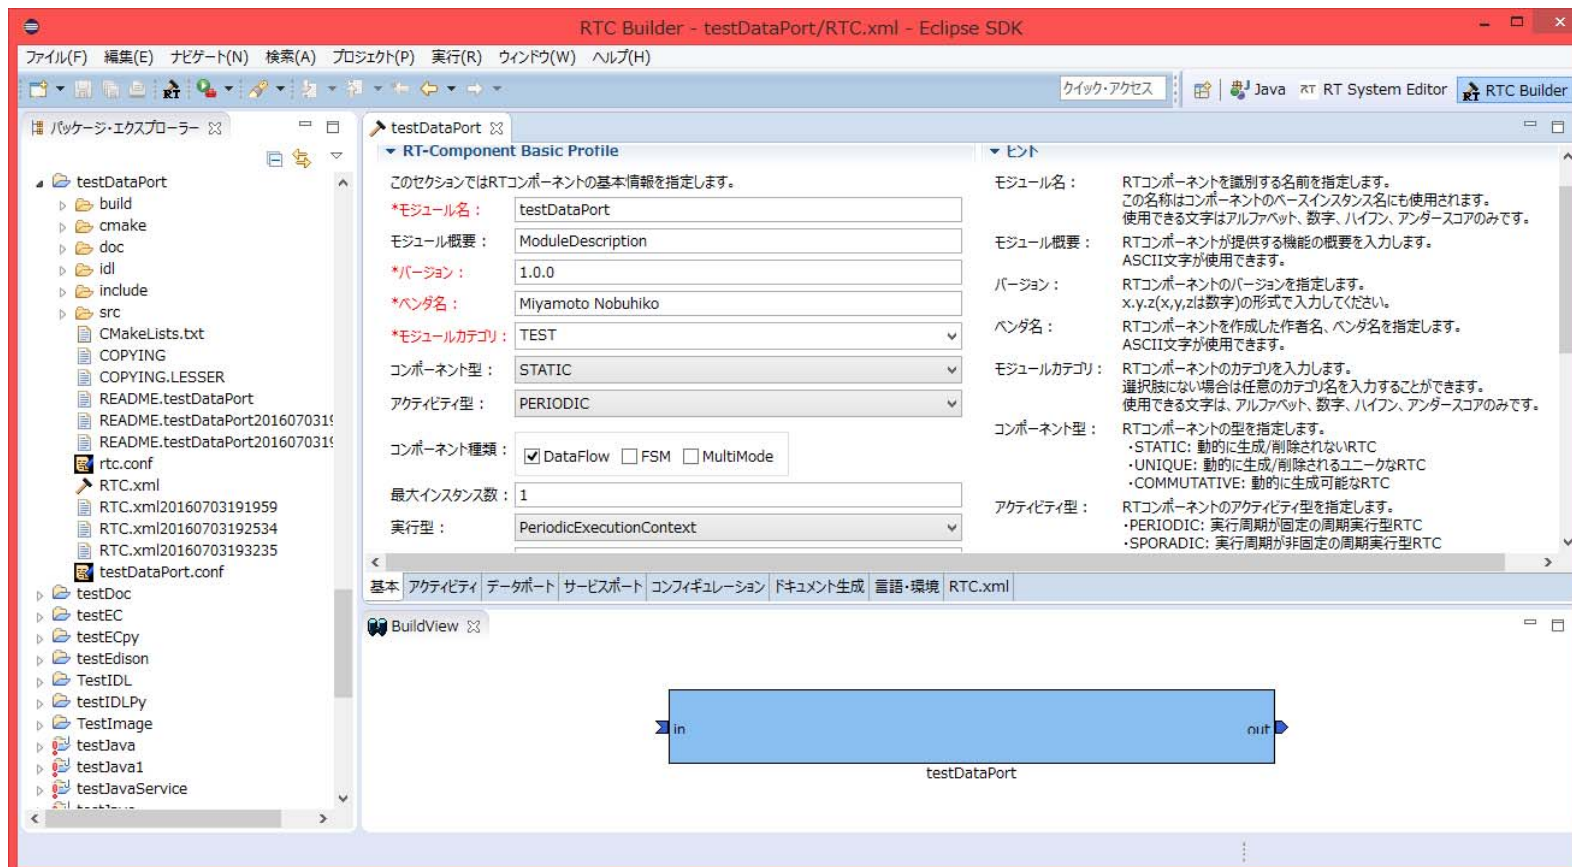 RTC Builder - testDataPort/RTC.xml - Eclipse SDK
ファイル(F) 編集(E) ナビゲート(N) 検索(A) プロジェクト(P) 実行(R) ウィンドウ(W) ヘルプ(H)
クイック・アクセス
Java
RT System Editor
RTC Builder
パッケージ・エクスプローラー
testDataPort
build
cmake
doc
idl
include
src
CMakeLists.txt
COPYING
COPYING.LESSER
README.testDataPort
README.testDataPort2016070319
README.testDataPort2016070319
rtc.conf
RTC.xml
RTC.xml20160703191959
RTC.xml20160703192534
RTC.xml20160703193235
testDataPort.conf
testDoc
testEC
testECpy
testEdison
TestIDL
testIDLPy
TestImage
testJava
testJava1
testJavaService
testDataPort
RT-Component Basic Profile
このセクションではRTコンポーネントの基本情報を指定します。
*モジュール名： testDataPort
モジュール概要： ModuleDescription
*バージョン： 1.0.0
*ベンダ名： Miyamoto Nobuhiko
*モジュールカテゴリ： TEST
コンポーネント型： STATIC
アクティビティ型： PERIODIC
コンポーネント種類： DataFlow FSM MultiMode
最大インスタンス数： 1
実行型： PeriodicExecutionContext
ヒント
モジュール名： RTコンポーネントを識別する名前を指定します。
この名称はコンポーネントのベースインスタンス名にも使用されます。
使用できる文字はアルファベット、数字、ハイフン、アンダースコアのみです。
モジュール概要： RTコンポーネントが提供する機能の概要を入力します。
ASCII文字が使用できます。
バージョン： RTコンポーネントのバージョンを指定します。
x.y.z(x,y,zは数字)の形式で入力してください。
ベンダ名： RTコンポーネントを作成した作者名、ベンダ名を指定します。
ASCII文字が使用できます。
モジュールカテゴリ： RTコンポーネントのカテゴリを入力します。
選択肢にない場合は任意のカテゴリ名を入力することができます。
使用できる文字は、アルファベット、数字、ハイフン、アンダースコアのみです。
コンポーネント型： RTコンポーネントの型を指定します。
・STATIC: 動的に生成/削除されないRTC
・UNIQUE: 動的に生成/削除されるユニークなRTC
・COMMUTATIVE: 動的に生成可能なRTC
アクティビティ型： RTコンポーネントのアクティビティ型を指定します。
・PERIODIC: 実行周期が固定の周期実行型RTC
・SPORADIC: 実行周期が非固定の周期実行型RTC
基本 アクティビティ データポート サービスポート コンフィギュレーション ドキュメント生成 言語・環境 RTC.xml
BuildView
in
out
testDataPort